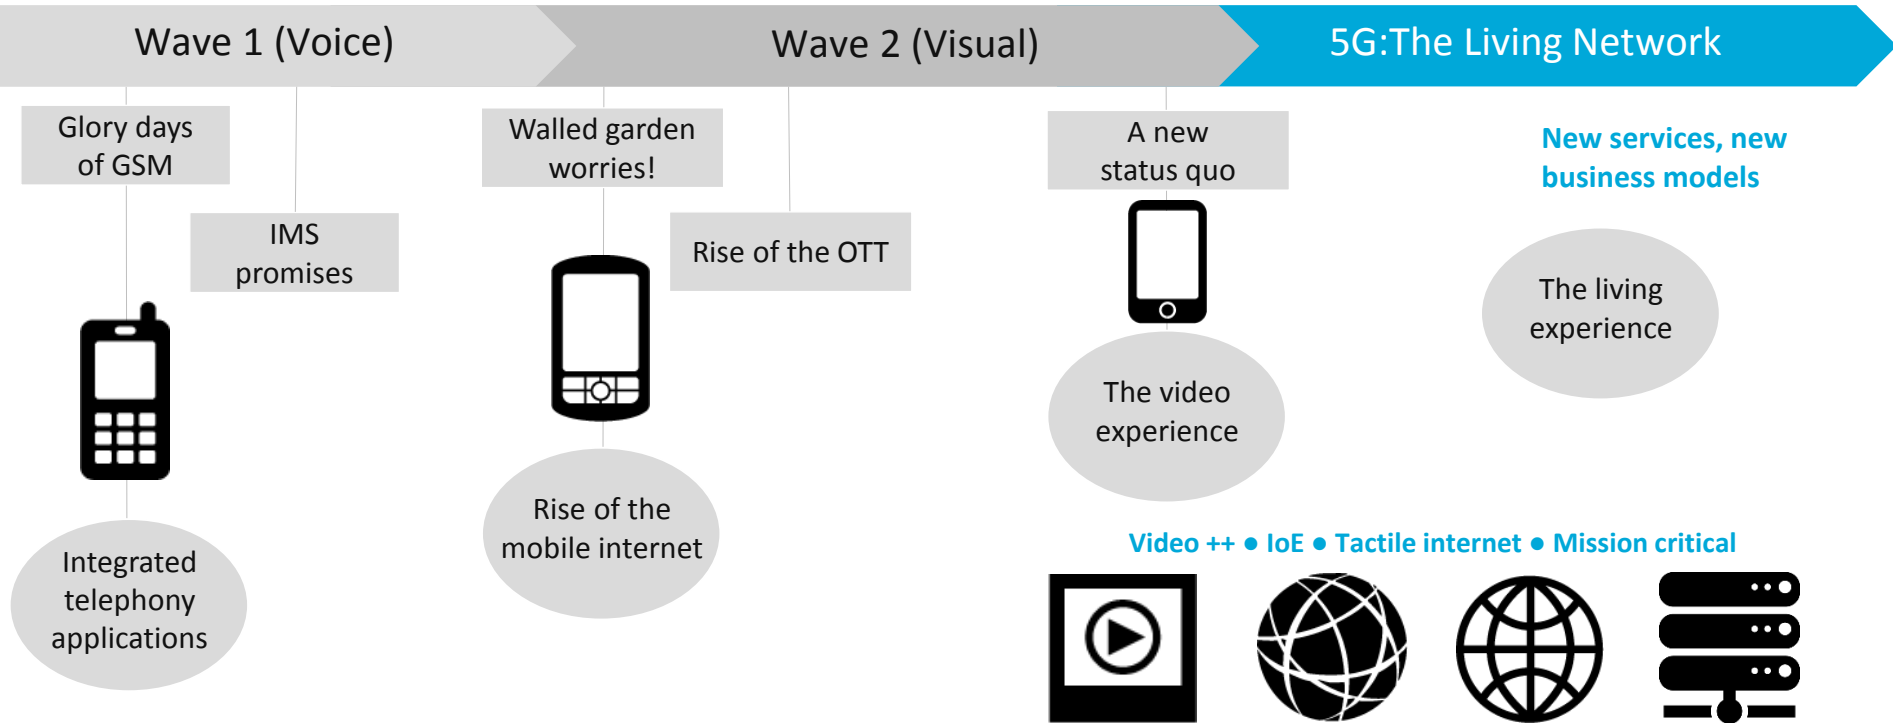 Wave 1 (Voice)
Wave 2 (Visual)
5G:The Living Network
Glory days
of GSM
IMS
promises
Integrated
telephony
applications
Walled garden
worries!
Rise of the OTT
Rise of the
mobile internet
A new
status quo
The video
experience
New services, new
business models
The living
experience
Video ++ ● IoE ● Tactile internet ● Mission critical